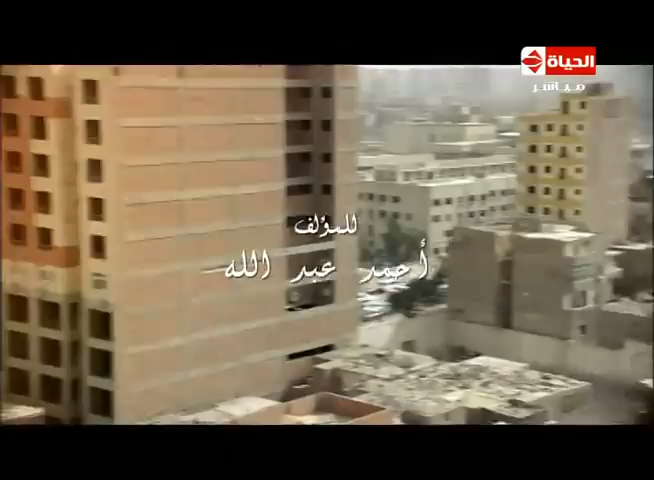 الحياة
مباشر
للمؤلف
أحمد عبد الله